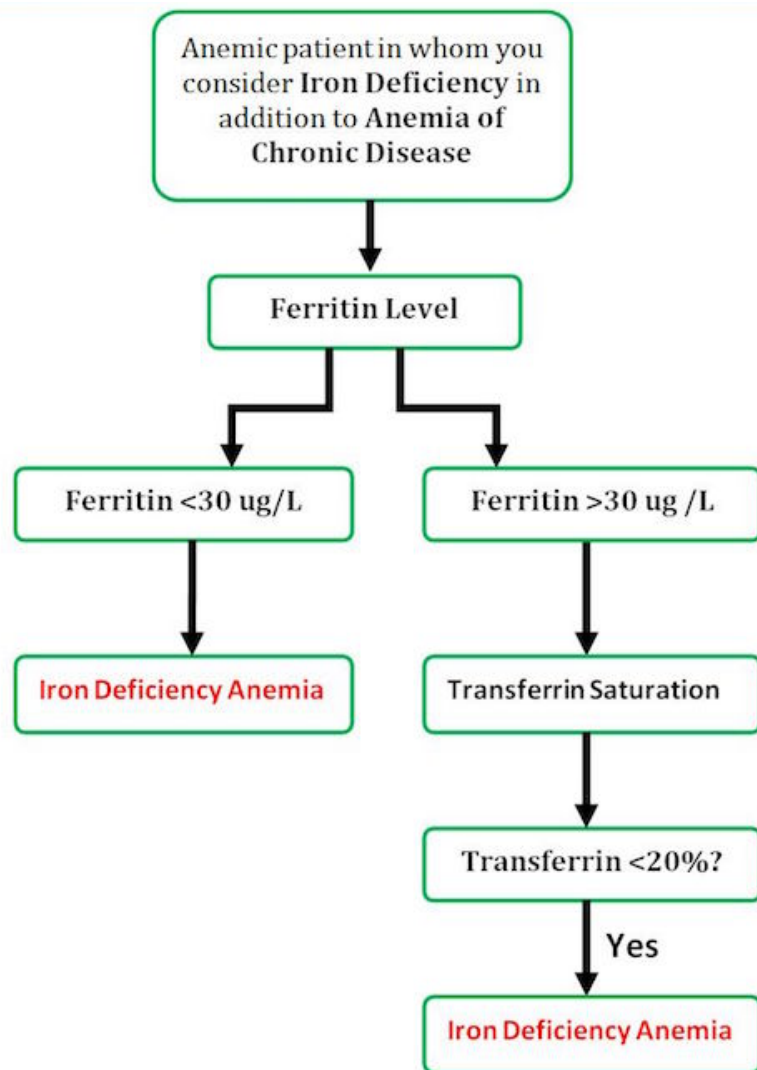 Anemic patient in whom you
consider Iron Deficiency in
addition to Anemia of
Chronic Disease
Ferritin Level
Ferritin <30 ug/L
Ferritin >30 ug /L
Iron Deficiency Anemia
Transferrin Saturation
Transferrin <20%?
Yes
Iron Deficiency Anemia